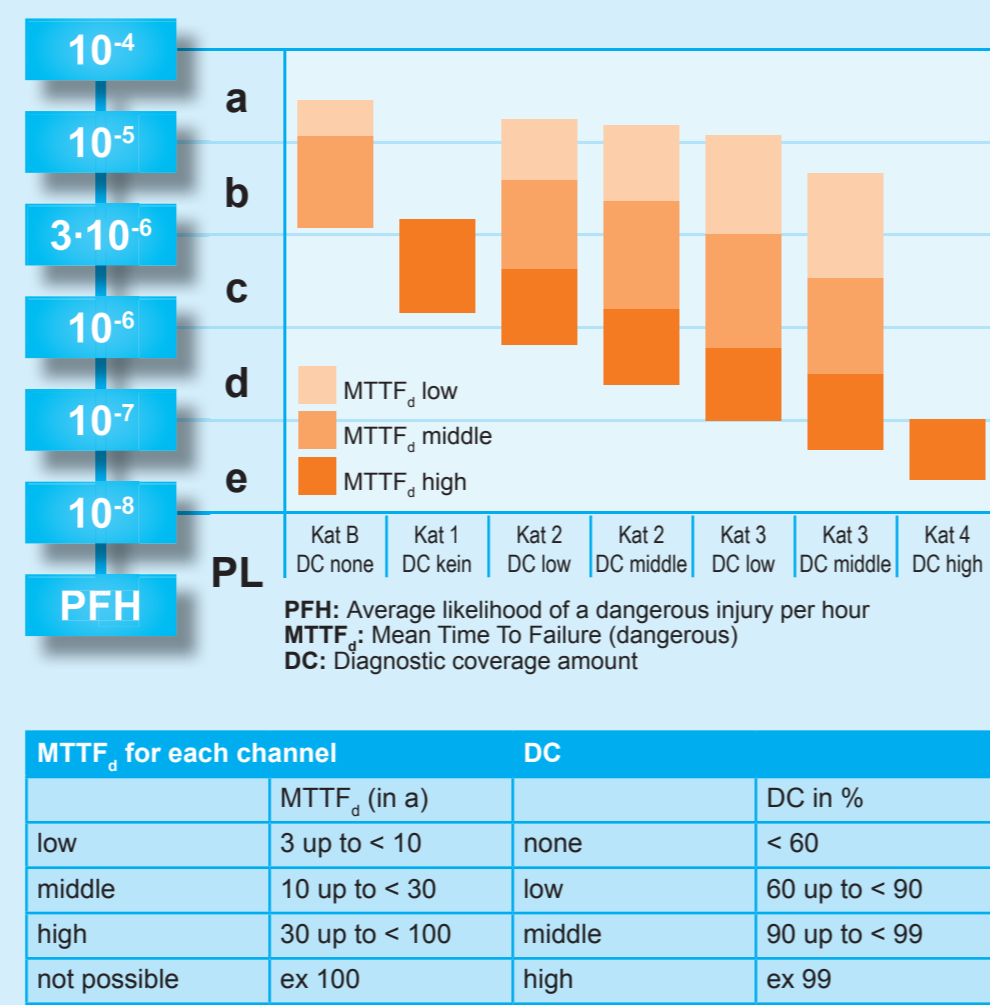 10-4
10-5
3·10-6
10-6
10-7
10-8
PFH
a
b
c
d
e
PL
MTTFd low
MTTFd middle
MTTFd high
Kat B
DC none
Kat 1
DC kein
Kat 2
DC low
Kat 2
DC middle
Kat 3
DC low
Kat 3
DC middle
Kat 4
DC high
PFH: Average likelihood of a dangerous injury per hour
MTTFd: Mean Time To Failure (dangerous)
DC: Diagnostic coverage amount
MTTFd for each channel DC
MTTFd (in a) DC in %
low 3 up to < 10 none < 60
middle 10 up to < 30 low 60 up to < 90
high 30 up to < 100 middle 90 up to < 99
not possible ex 100 high ex 99